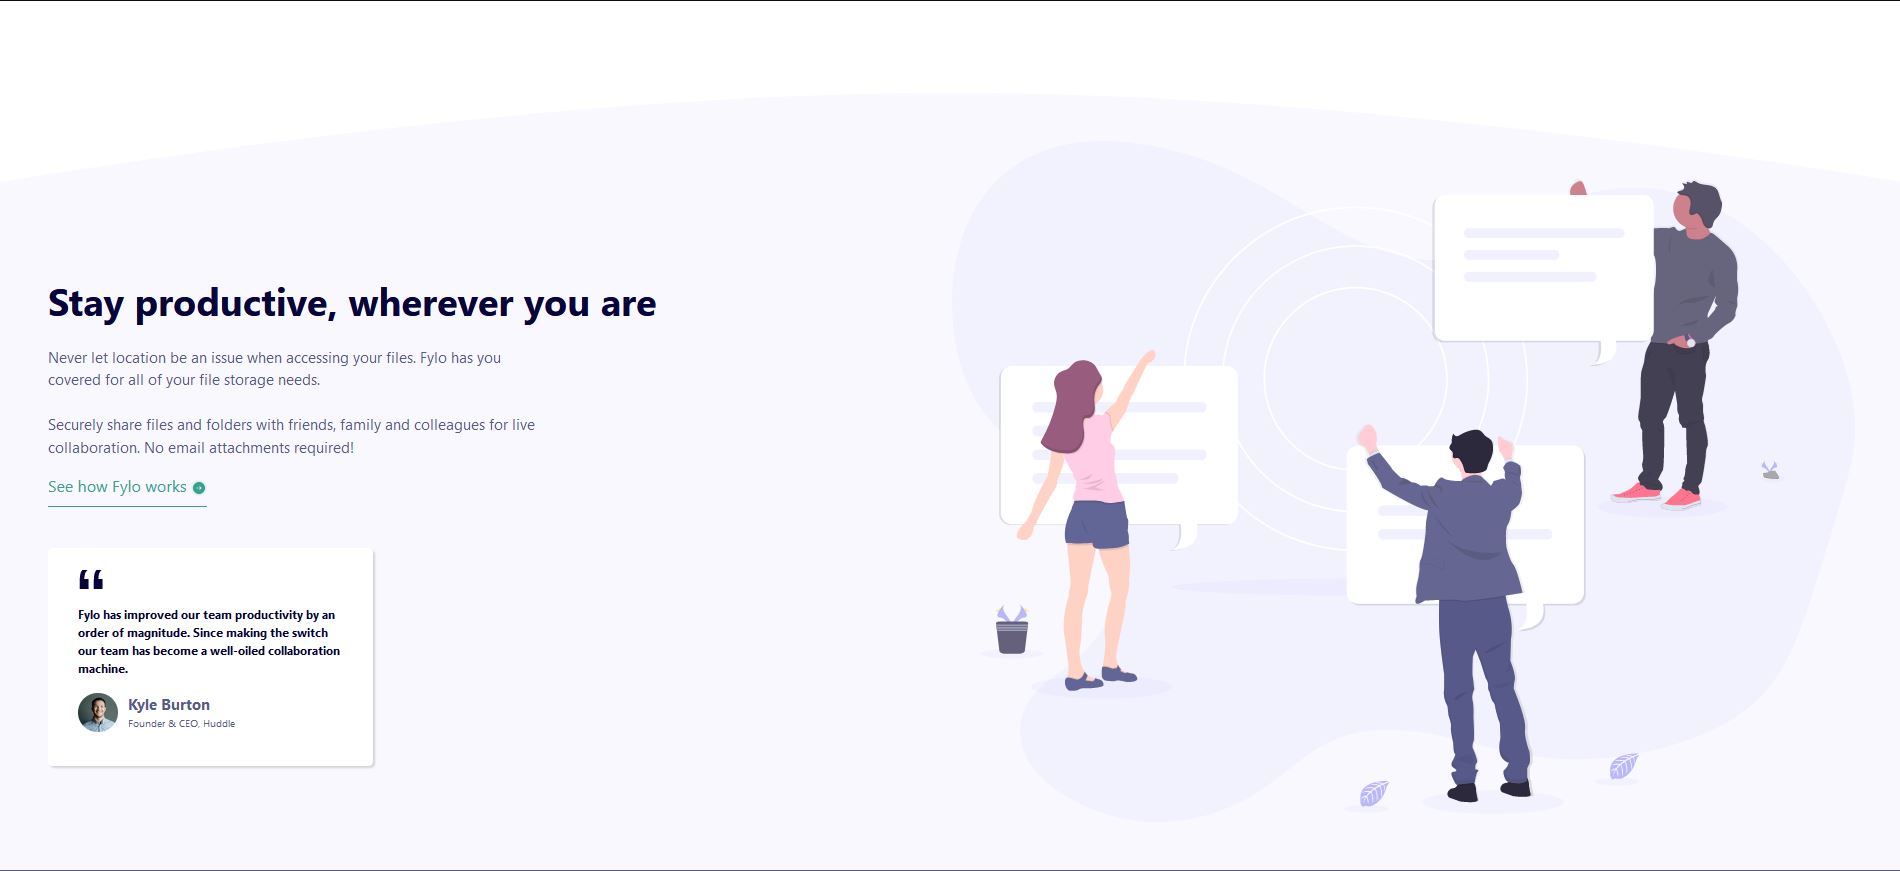 Stay productive, wherever you are
Never let location be an issue when accessing your files. Fylo has you
covered for all of your file storage needs.
Securely share files and folders with friends, family and colleagues for live
collaboration. No email attachments required!
See how Fylo works
“
Fylo has improved our team productivity by an
order of magnitude. Since making the switch
our team has become a well-oiled collaboration
machine.
Kyle Burton
Founder & CEO, Huddle